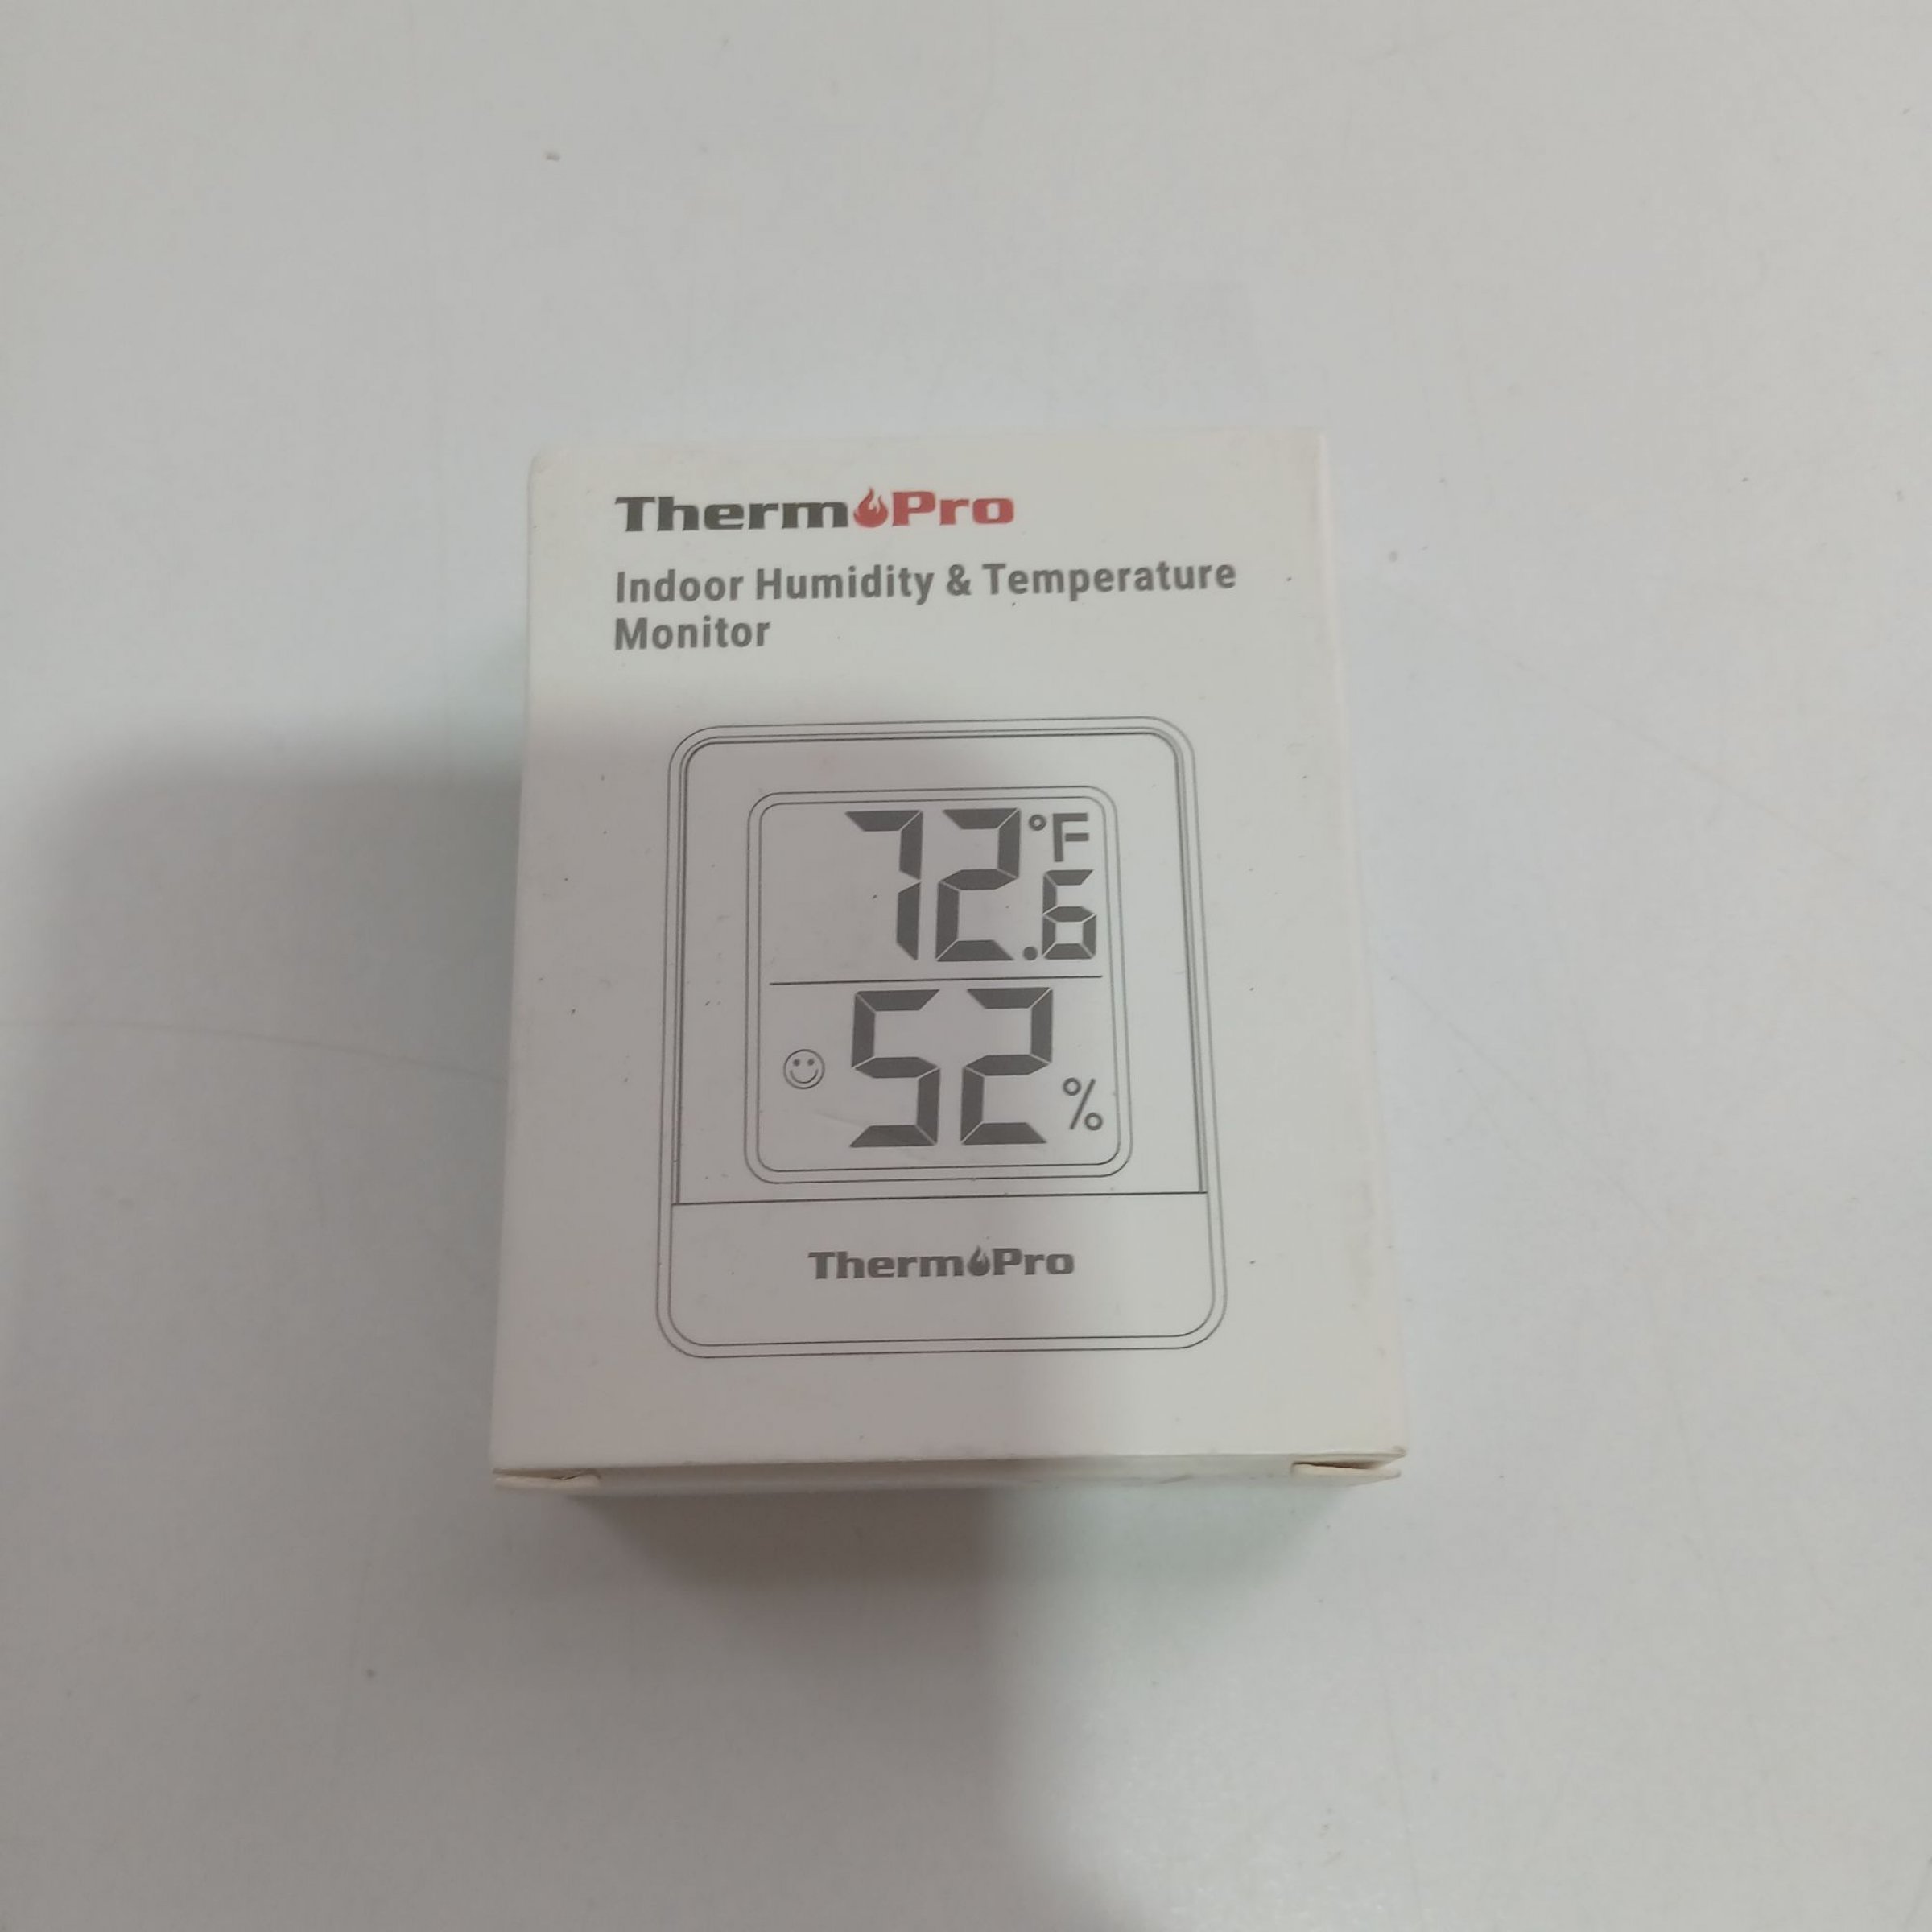 ThermoPro
Indoor Humidity & Temperature
Monitor
72.6 °F
52 %
ThermoPro